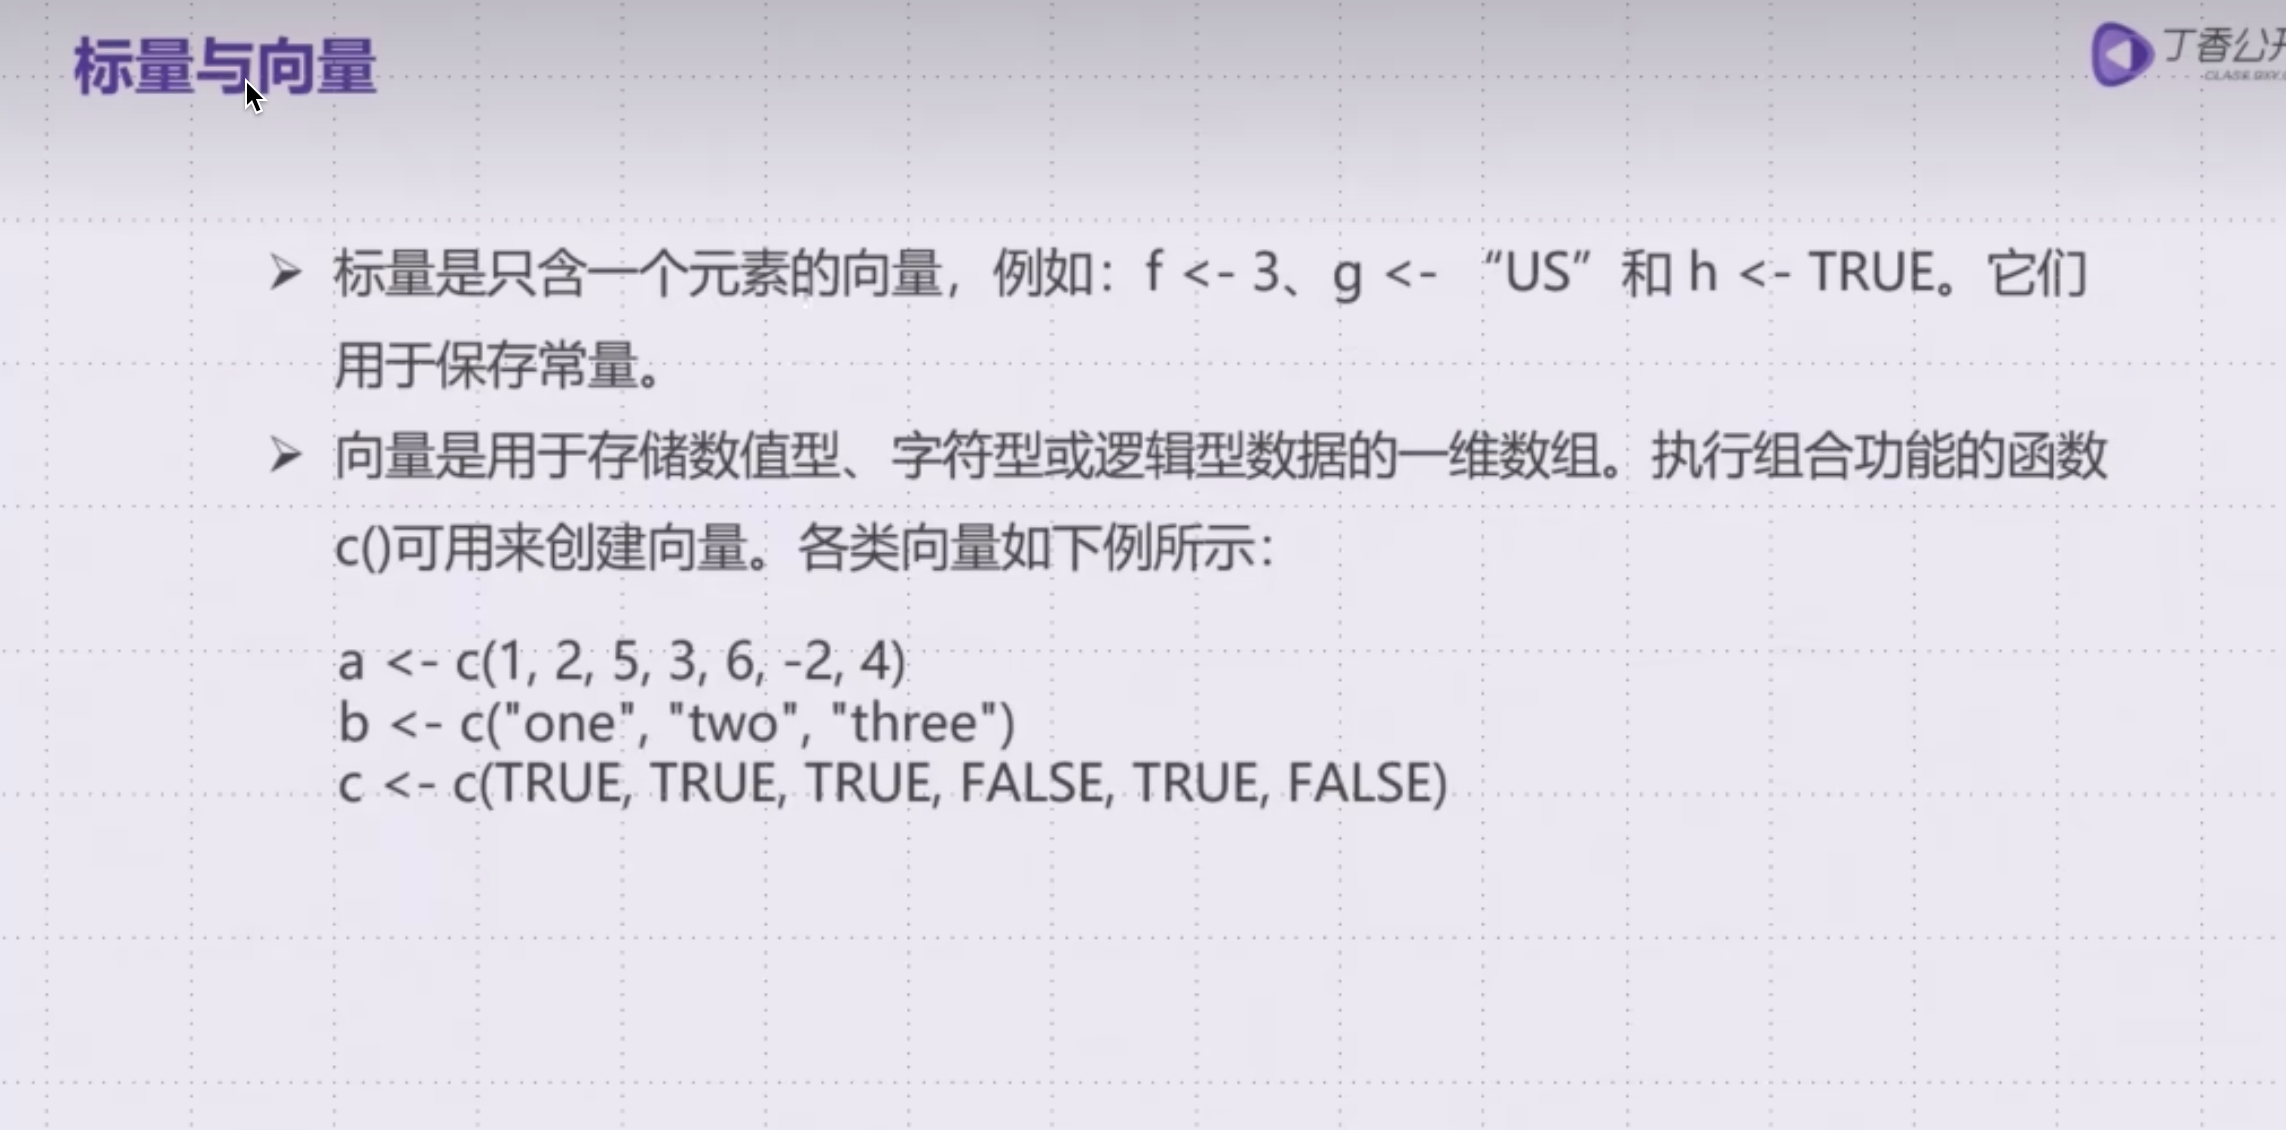 标量与向量
丁香公开
➢ 标量是只含一个元素的向量，例如：f <- 3、g <- “US” 和 h <- TRUE。它们
用于保存常量。
➢ 向量是用于存储数值型、字符型或逻辑型数据的一维数组。执行组合功能的函数
c()可用来创建向量。各类向量如下例所示：
a <- c(1, 2, 5, 3, 6, -2, 4)
b <- c("one", "two", "three")
c <- c(TRUE, TRUE, TRUE, FALSE, TRUE, FALSE)